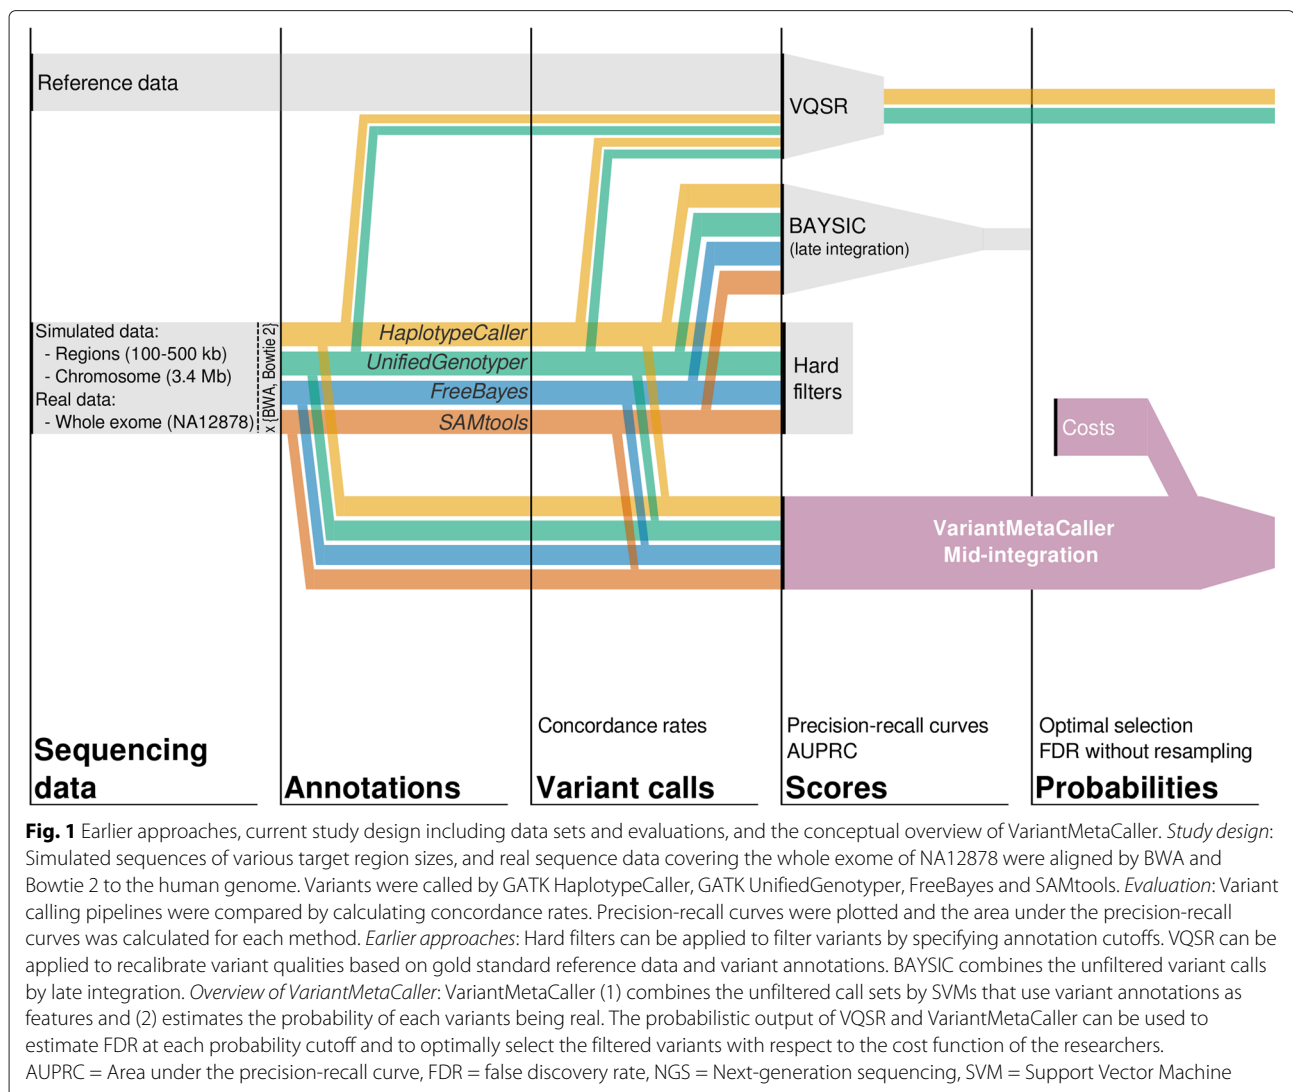 Reference data
VQSR
BAYSIC
(late integration)
Simulated data:
- Regions (100-500 kb)
- Chromosome (3.4 Mb)
Real data:
- Whole exome (NA12878)
x {BWA, Bowtie 2}
HaplotypeCaller
UnifiedGenotyper
FreeBayes
SAMtools
Hard
filters
Costs
VariantMetaCaller
Mid-integration
Sequencing
data
Annotations
Concordance rates
Variant calls
Precision-recall curves
AUPRC
Scores
Optimal selection
FDR without resampling
Probabilities
Fig. 1 Earlier approaches, current study design including data sets and evaluations, and the conceptual overview of VariantMetaCaller. Study design:
Simulated sequences of various target region sizes, and real sequence data covering the whole exome of NA12878 were aligned by BWA and
Bowtie 2 to the human genome. Variants were called by GATK HaplotypeCaller, GATK UnifiedGenotyper, FreeBayes and SAMtools. Evaluation: Variant
calling pipelines were compared by calculating concordance rates. Precision-recall curves were plotted and the area under the precision-recall
curves was calculated for each method. Earlier approaches: Hard filters can be applied to filter variants by specifying annotation cutoffs. VQSR can be
applied to recalibrate variant qualities based on gold standard reference data and variant annotations. BAYSIC combines the unfiltered variant calls
by late integration. Overview of VariantMetaCaller: VariantMetaCaller (1) combines the unfiltered call sets by SVMs that use variant annotations as
features and (2) estimates the probability of each variants being real. The probabilistic output of VQSR and VariantMetaCaller can be used to
estimate FDR at each probability cutoff and to optimally select the filtered variants with respect to the cost function of the researchers.
AUPRC = Area under the precision-recall curve, FDR = false discovery rate, NGS = Next-generation sequencing, SVM = Support Vector Machine